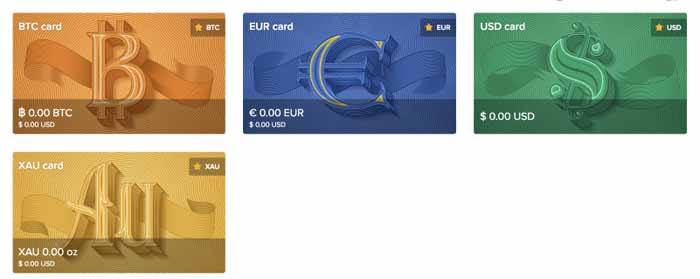 BTC card
★ BTC
฿ 0.00 BTC
$ 0.00 USD
EUR card
★ EUR
€ 0.00 EUR
$ 0.00 USD
USD card
★ USD
$
$ 0.00 USD
XAU card
★ XAU
Au
XAU 0.00 oz
$ 0.00 USD